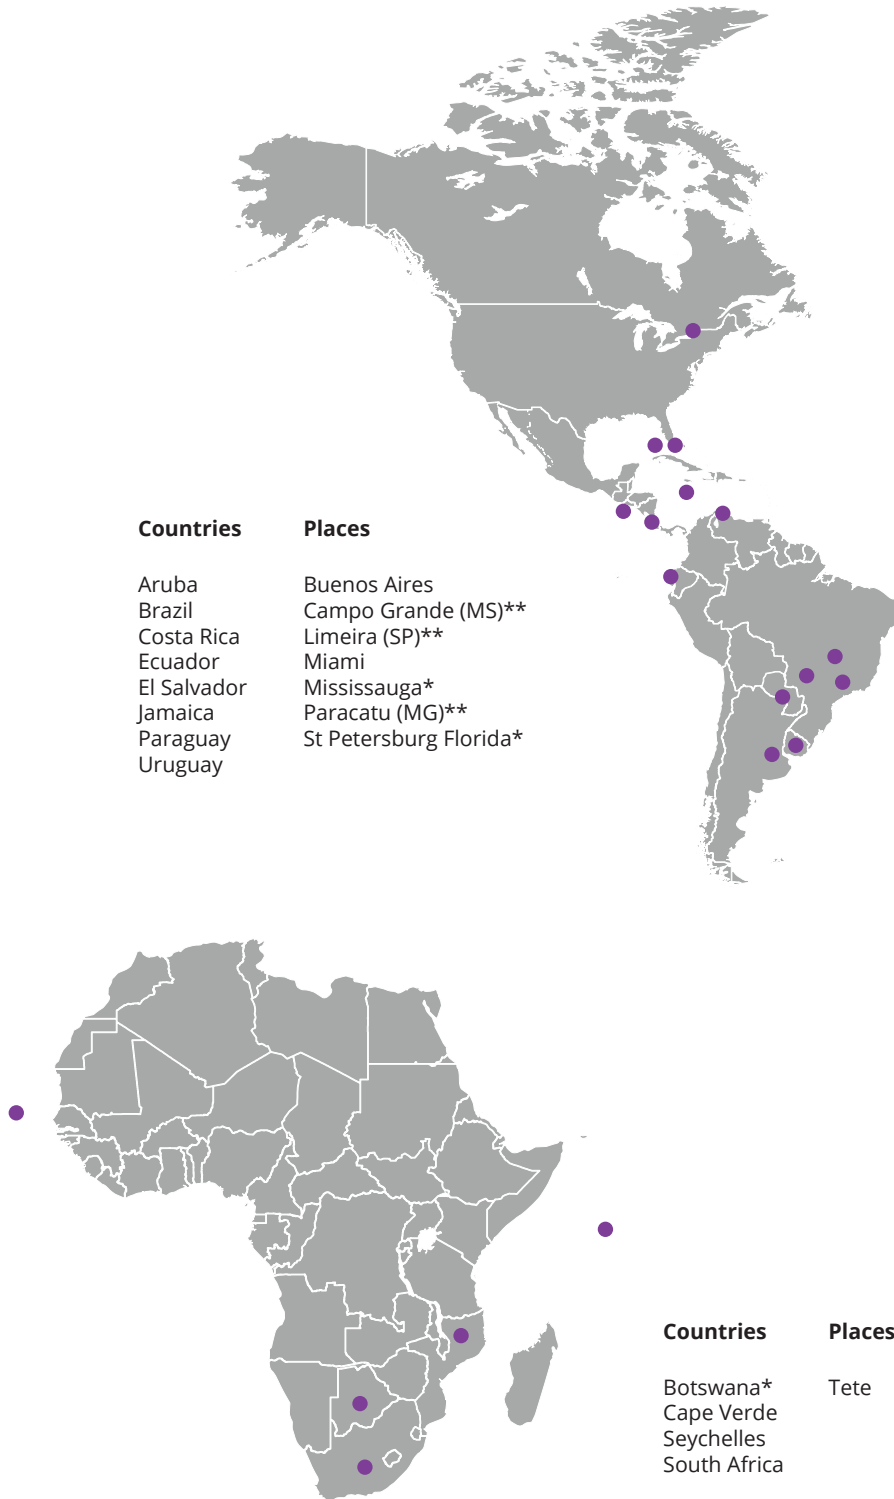 Countries Places
Aruba Buenos Aires
Brazil Campo Grande (MS)**
Costa Rica Limeira (SP)**
Ecuador Miami
El Salvador Mississauga*
Jamaica Paracatu (MG)**
Paraguay St Petersburg Florida*
Uruguay
Countries Places
Botswana* Tete
Cape Verde
Seychelles
South Africa